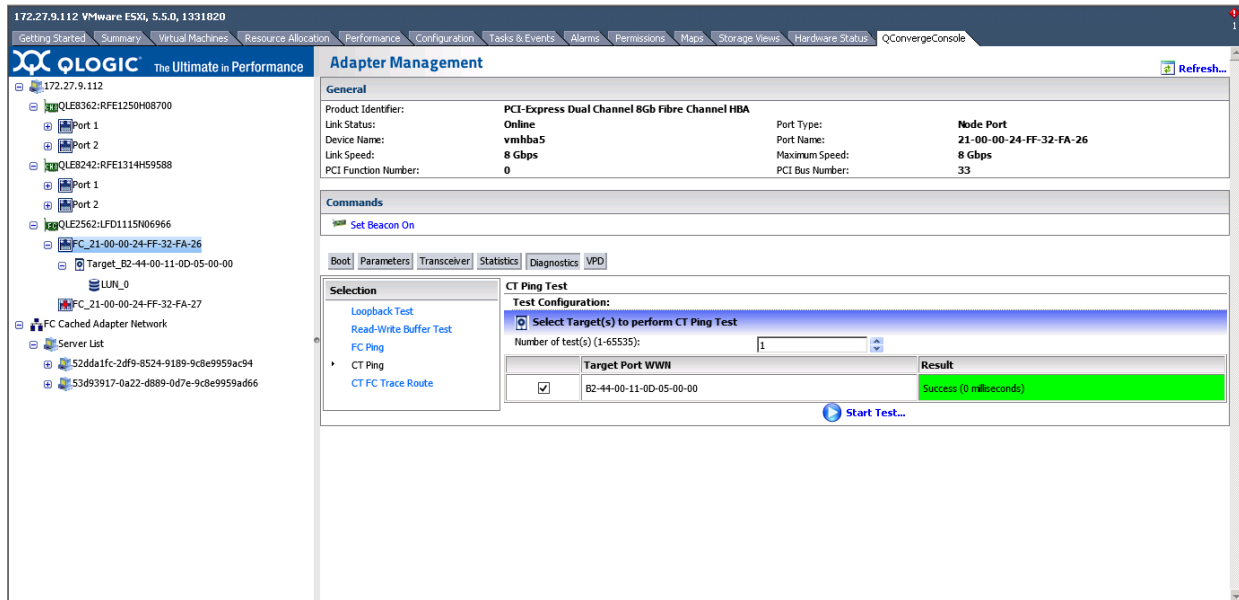 172.27.9.112 VMware ESXi, 5.5.0, 1331820
1
Getting Started Summary Virtual Machines Resource Allocation Performance Configuration Tasks & Events Alarms Permissions Maps Storage Views Hardware Status QConvergeConsole
QLOGIC The Ultimate in Performance
172.27.9.112
QLE8362:RFE1250H08700
Port 1
Port 2
QLE8242:RFE1314H59588
Port 1
Port 2
QLE2562:LFD1115N06966
FC_21-00-00-24-FF-32-FA-26
Target_B2-44-00-11-0D-05-00-00
LUN_0
FC_21-00-00-24-FF-32-FA-27
FC Cached Adapter Network
Server List
52dda1fc-2df9-8524-9189-9c8e9959ac94
53d93917-0a22-d889-0d7e-9c8e9959ad66
Adapter Management
Refresh...
General
Product Identifier: PCI-Express Dual Channel 8Gb Fibre Channel HBA
Link Status: Online Port Type: Node Port
Device Name: vmhba5 Port Name: 21-00-00-24-FF-32-FA-26
Link Speed: 8 Gbps Maximum Speed: 8 Gbps
PCI Function Number: 0 PCI Bus Number: 33
Commands
Set Beacon On
Boot Parameters Transceiver Statistics Diagnostics VPD
Selection
Loopback Test
Read-Write Buffer Test
FC Ping
CT Ping
CT FC Trace Route
CT Ping Test
Test Configuration:
Select Target(s) to perform CT Ping Test
Number of test(s) (1-65535): 1
Target Port WWN Result
B2-44-00-11-0D-05-00-00 Success (0 milliseconds)
Start Test...